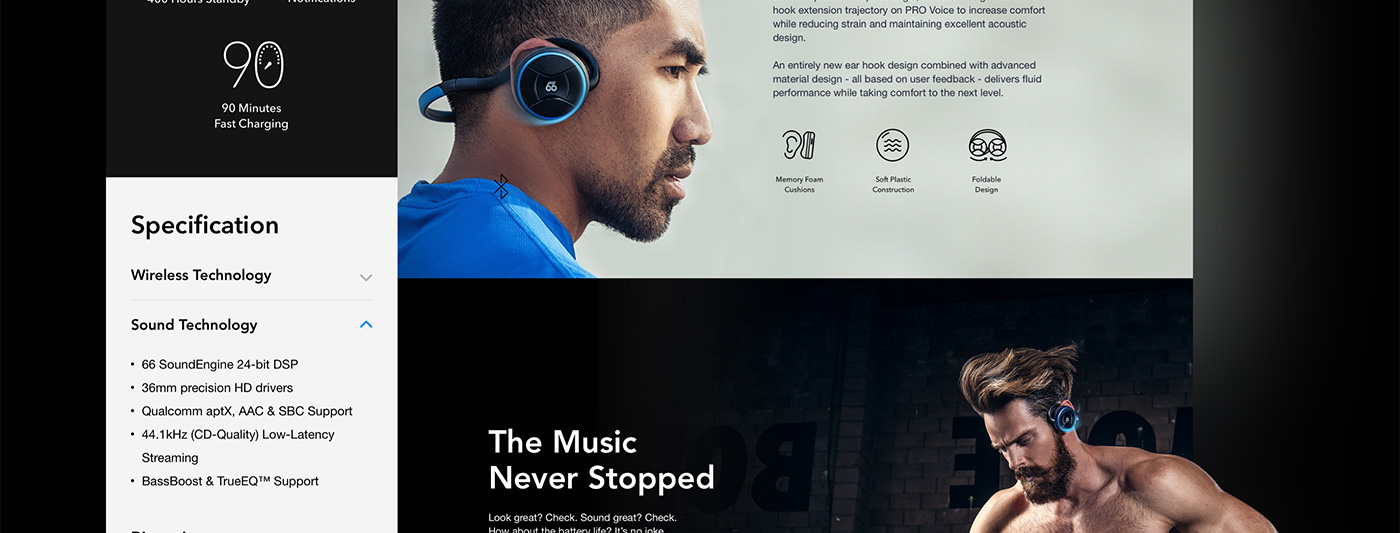 400 Hours Standby
Notifications
90
90 Minutes
Fast Charging
Specification
Wireless Technology
Sound Technology
• 66 SoundEngine 24-bit DSP
• 36mm precision HD drivers
• Qualcomm aptX, AAC & SBC Support
• 44.1kHz (CD-Quality) Low-Latency
Streaming
• BassBoost & TrueEQ™ Support
hook extension trajectory on PRO Voice to increase comfort
while reducing strain and maintaining excellent acoustic
design.
An entirely new ear hook design combined with advanced
material design - all based on user feedback - delivers fluid
performance while taking comfort to the next level.
Memory Foam
Cushions
Soft Plastic
Construction
Foldable
Design
66
The Music
Never Stopped
Look great? Check. Sound great? Check.
How about the battery life? It's no joke.